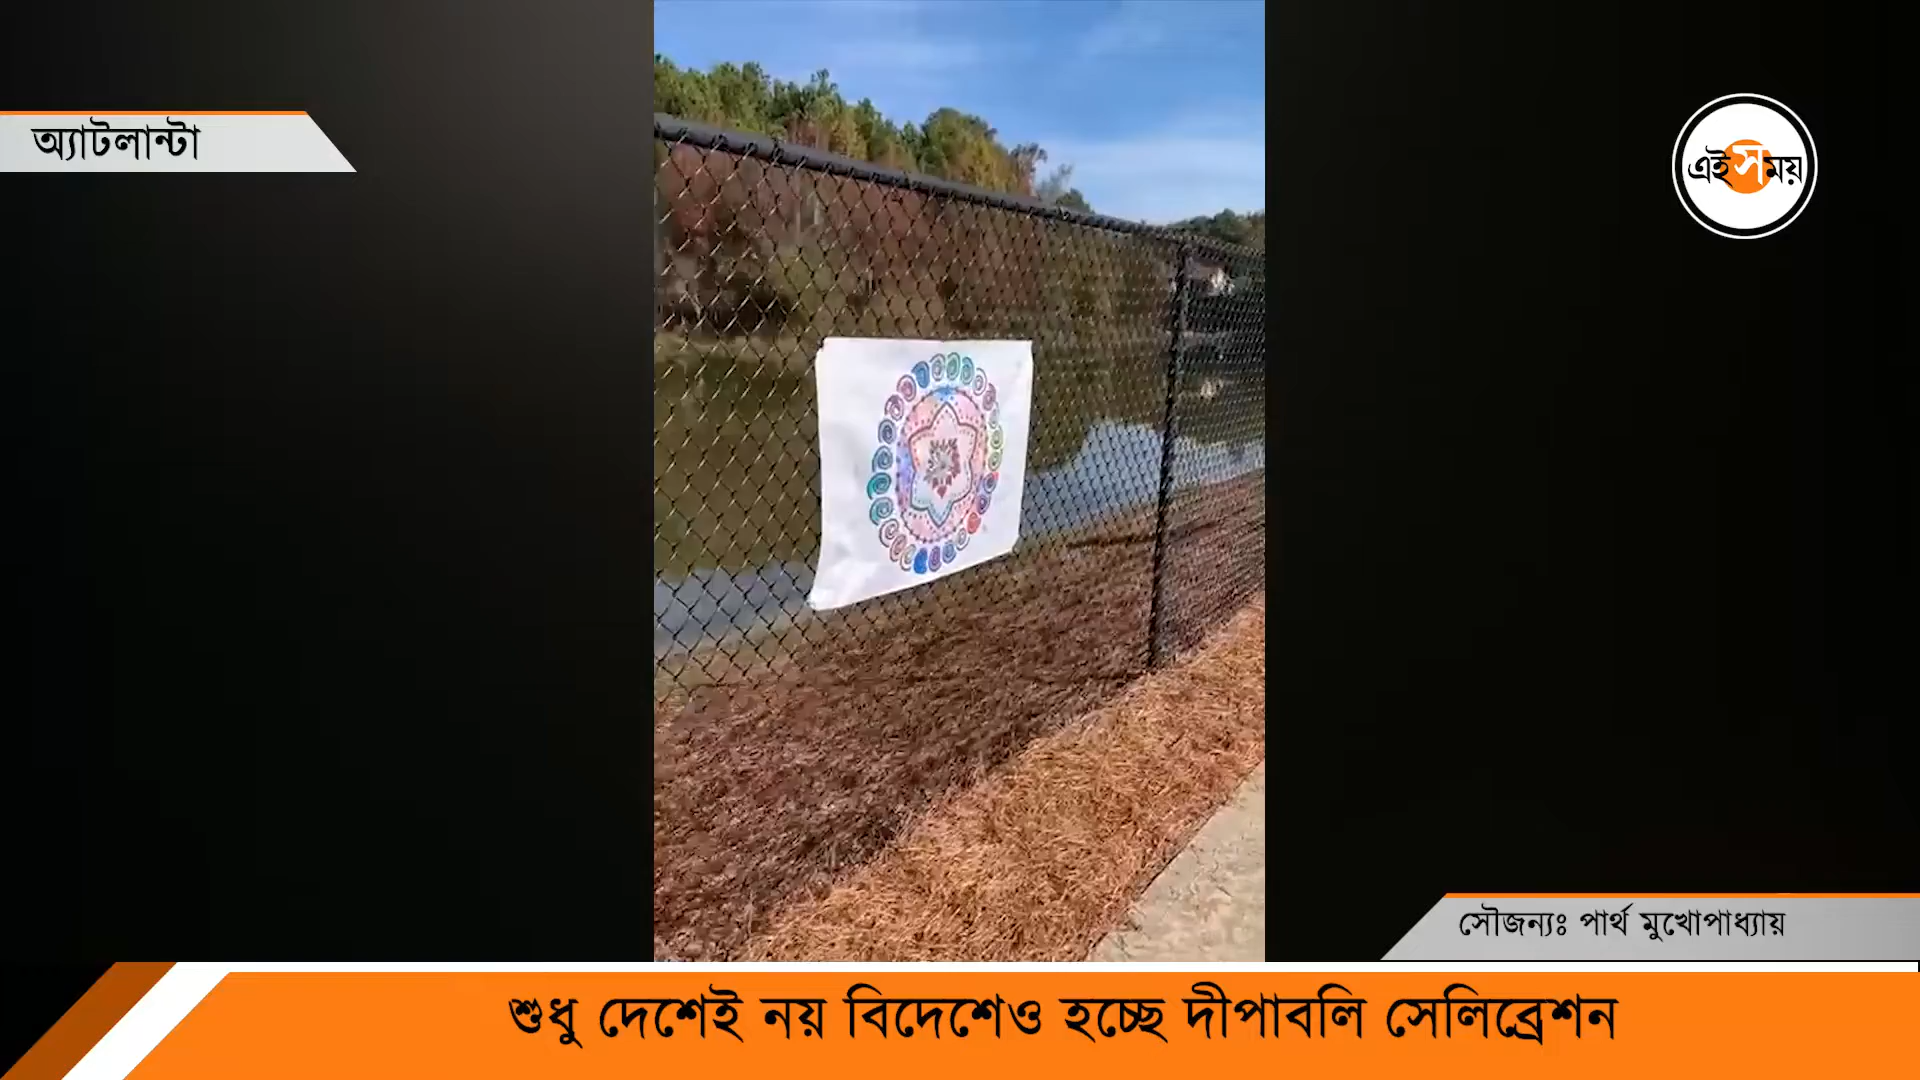 অ্যাটলান্টা
এই সময়
সৌজন্যঃ পার্থ মুখোপাধ্যায়
শুধু দেশেই নয় বিদেশেও হচ্ছে দীপাবলি সেলিব্রেশন